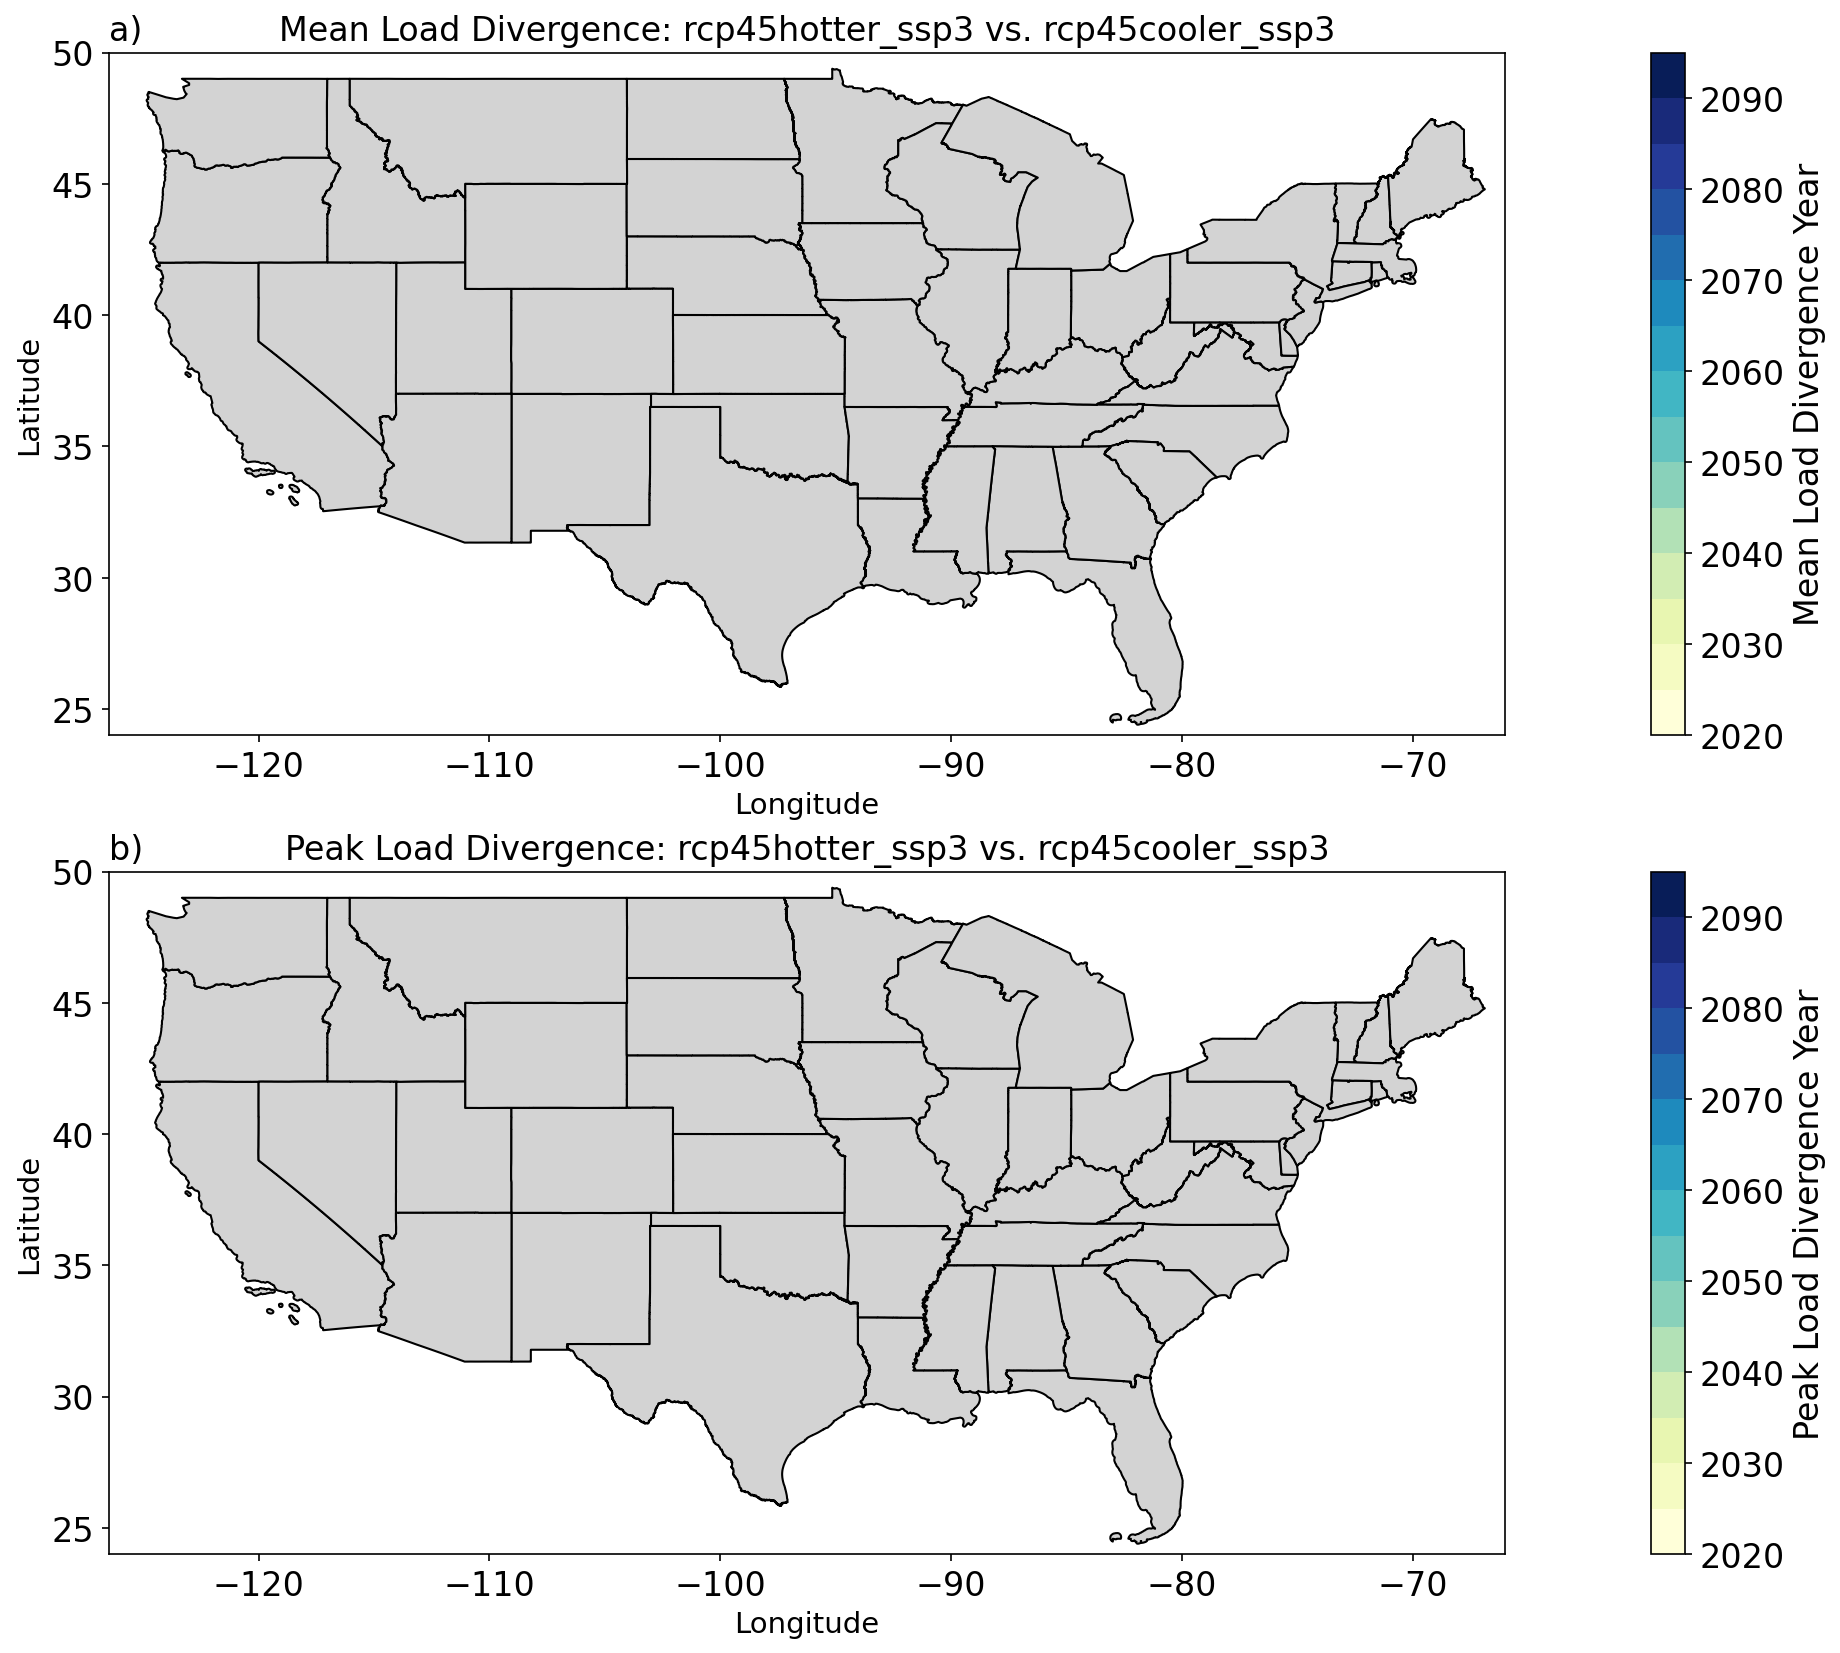 a) Mean Load Divergence: rcp45hotter_ssp3 vs. rcp45cooler_ssp3
50
45
40
35
30
25
Latitude
−120 −110 −100 −90 −80 −70
Longitude
2090
2080
2070
2060
2050
2040
2030
2020
Mean Load Divergence Year
b) Peak Load Divergence: rcp45hotter_ssp3 vs. rcp45cooler_ssp3
50
45
40
35
30
25
Latitude
−120 −110 −100 −90 −80 −70
Longitude
2090
2080
2070
2060
2050
2040
2030
2020
Peak Load Divergence Year